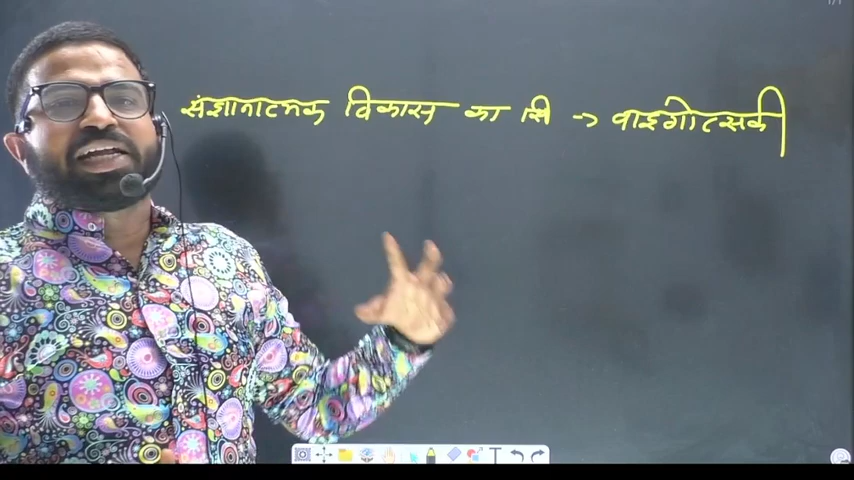 संज्ञानात्मक विकास का सि → वाइगोत्सकी